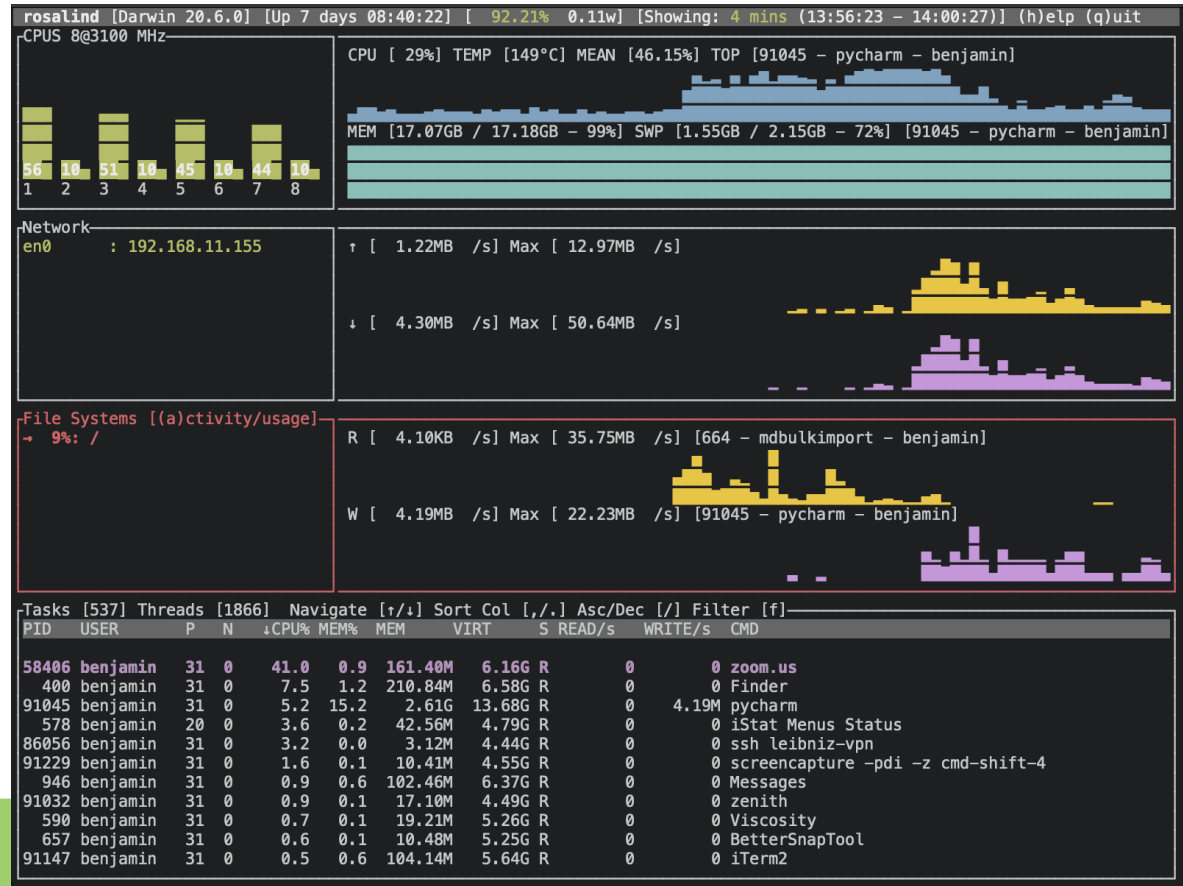 rosalind [Darwin 20.6.0] [Up 7 days 08:40:22] [  92.21%  0.11w] [Showing: 4 mins (13:56:23 – 14:00:27)] (h)elp (q)uit
CPUS 8@3100 MHz
CPU [ 29%] TEMP [149°C] MEAN [46.15%] TOP [91045 – pycharm – benjamin]
MEM [17.07GB / 17.18GB – 99%] SWP [1.55GB / 2.15GB – 72%] [91045 – pycharm – benjamin]
56 10 51 10 45 10 44 10
1 2 3 4 5 6 7 8
Network
en0 : 192.168.11.155
↑ [ 1.22MB /s] Max [ 12.97MB /s]
↓ [ 4.30MB /s] Max [ 50.64MB /s]
File Systems [(a)ctivity/usage]
→ 9%: /
R [ 4.10KB /s] Max [ 35.75MB /s] [664 – mdbulkimport – benjamin]
W [ 4.19MB /s] Max [ 22.23MB /s] [91045 – pycharm – benjamin]
Tasks [537] Threads [1866] Navigate [↑/↓] Sort Col [,/.] Asc/Dec [/] Filter [f]
PID USER P N ↓CPU% MEM% MEM VIRT S READ/s WRITE/s CMD
58406 benjamin 31 0 41.0 0.9 161.40M 6.16G R 0 0 zoom.us
400 benjamin 31 0 7.5 1.2 210.84M 6.58G R 0 0 Finder
91045 benjamin 31 0 5.2 15.2 2.61G 13.68G R 0 4.19M pycharm
578 benjamin 20 0 3.6 0.2 42.56M 4.79G R 0 0 iStat Menus Status
86056 benjamin 31 0 3.2 0.0 3.12M 4.44G R 0 0 ssh leibniz-vpn
91229 benjamin 31 0 1.6 0.1 10.41M 4.55G R 0 0 screencapture -pdi -z cmd-shift-4
946 benjamin 31 0 0.9 0.6 102.46M 6.37G R 0 0 Messages
91032 benjamin 31 0 0.9 0.1 17.10M 4.49G R 0 0 zenith
590 benjamin 31 0 0.7 0.1 19.21M 5.26G R 0 0 Viscosity
657 benjamin 31 0 0.6 0.1 10.48M 5.25G R 0 0 BetterSnapTool
91147 benjamin 31 0 0.5 0.6 104.14M 5.64G R 0 0 iTerm2